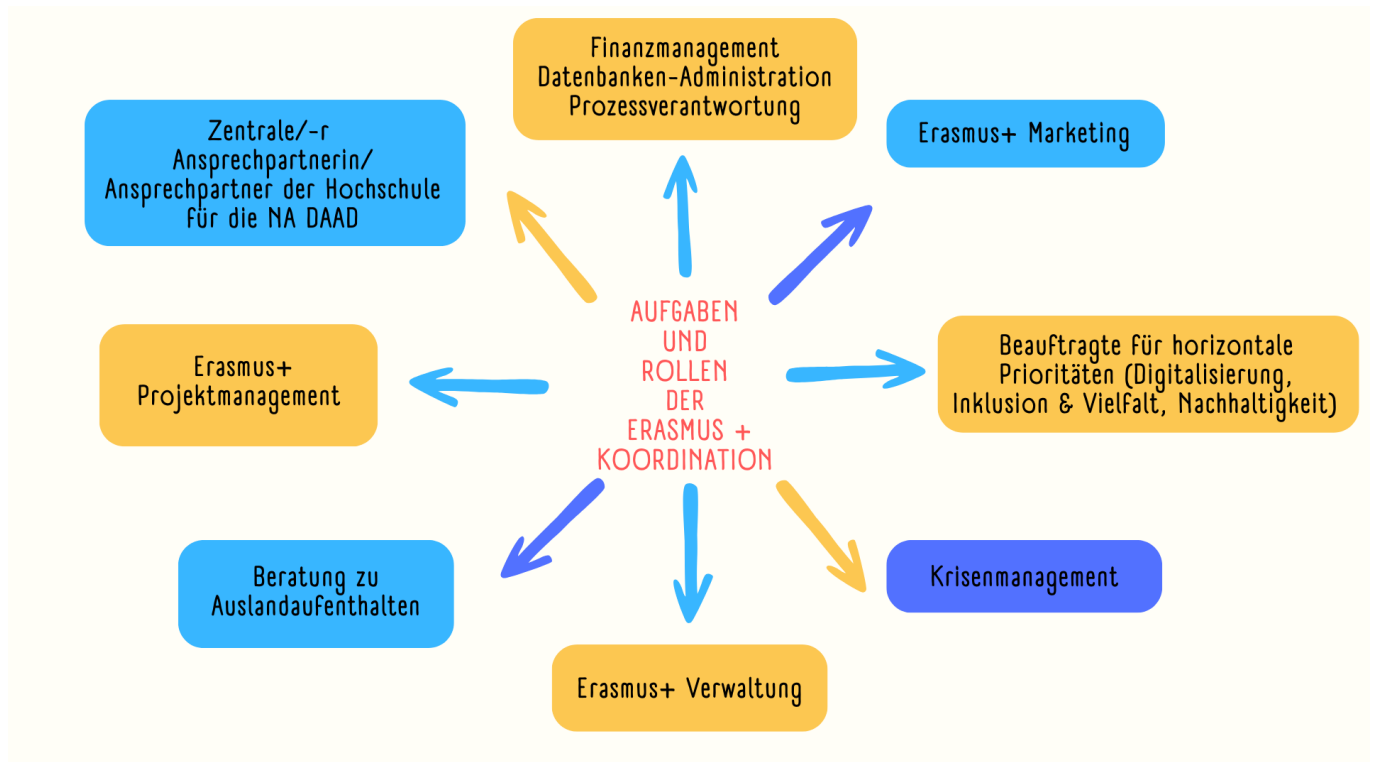 Finanzmanagement
Datenbanken-Administration
Prozessverantwortung
Zentrale/-r
Ansprechpartnerin/
Ansprechpartner der Hochschule
für die NA DAAD
Erasmus+ Marketing
AUFGABEN
UND
ROLLEN
DER
ERASMUS +
KOORDINATION
Erasmus+
Projektmanagement
Beauftragte für horizontale
Prioritäten (Digitalisierung,
Inklusion & Vielfalt, Nachhaltigkeit)
Beratung zu
Auslandaufenthalten
Krisenmanagement
Erasmus+ Verwaltung